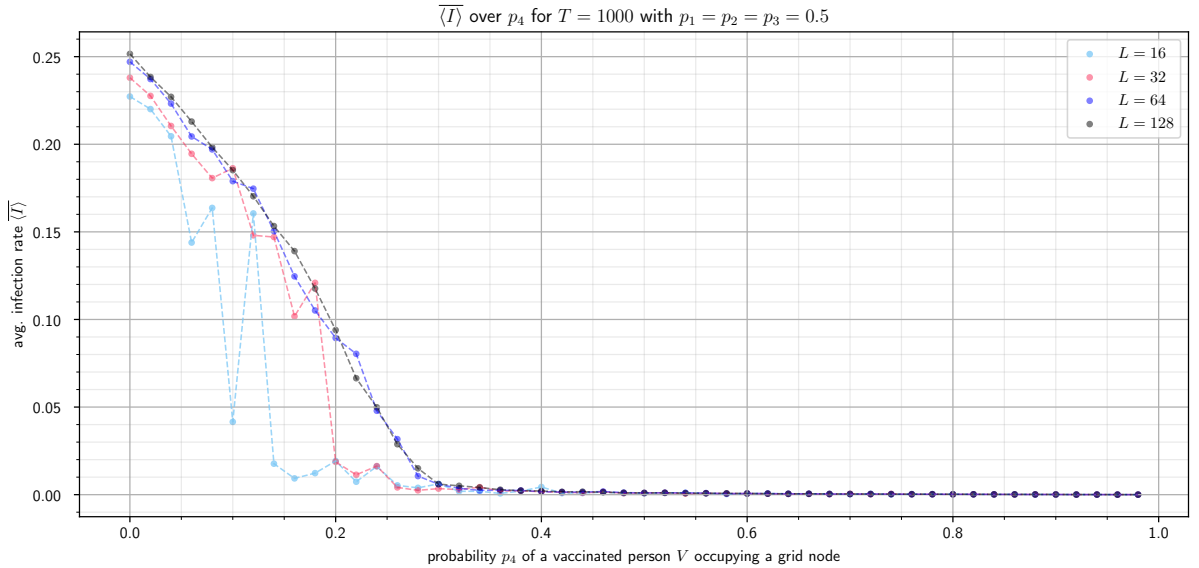 ⟨I⟩ over p₄ for T = 1000 with p₁ = p₂ = p₃ = 0.5
L = 16
L = 32
L = 64
L = 128
avg. infection rate ⟨I⟩
0.25
0.20
0.15
0.10
0.05
0.00
0.0 0.2 0.4 0.6 0.8 1.0
probability p₄ of a vaccinated person V occupying a grid node